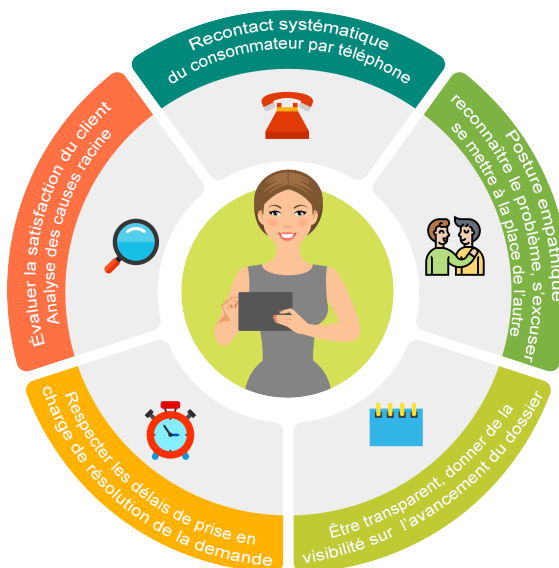 Recontact systématique
du consommateur par téléphone
Posture empathique
reconnaître le problème, s'excuser
se mettre à la place de l'autre
Être transparent, donner de la
visibilité sur l'avancement du dossier
Respecter les délais de prise en
charge de résolution de la demande
Évaluer la satisfaction du client
Analyse des causes racine